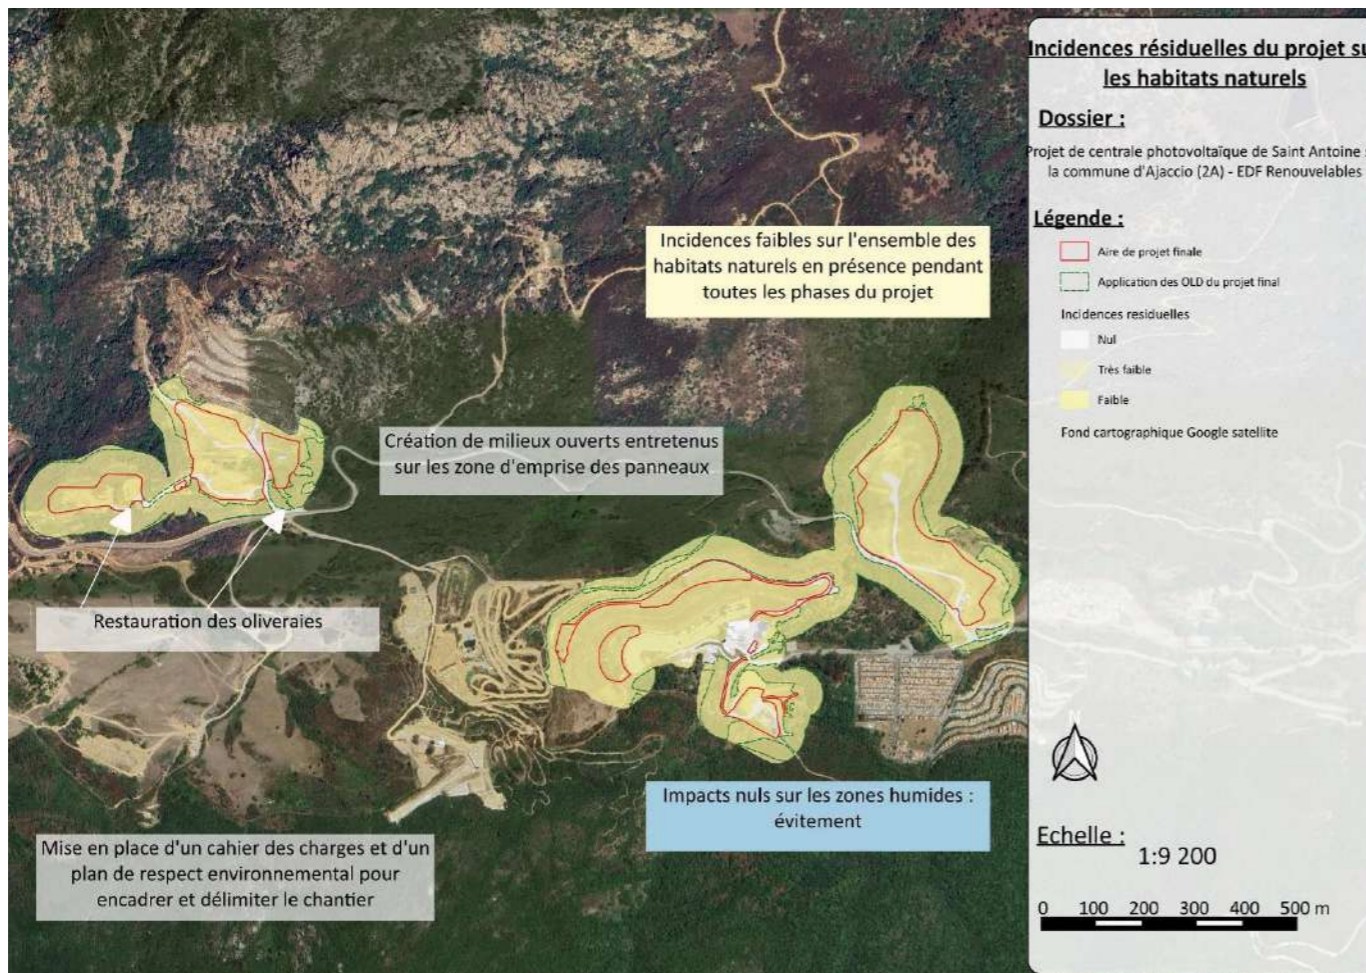 Incidences résiduelles du projet su
les habitats naturels
Dossier :
Projet de centrale photovoltaïque de Saint Antoine
la commune d'Ajaccio (2A) - EDF Renouvelables
Légende :
Aire de projet finale
Application des OLD du projet final
Incidences residuelles
Nul
Très faible
Faible
Fond cartographique Google satellite
N
Echelle :
1:9 200
0 100 200 300 400 500 m
Incidences faibles sur l'ensemble des
habitats naturels en présence pendant
toutes les phases du projet
Création de milieux ouverts entretenus
sur les zone d'emprise des panneaux
Restauration des oliveraies
Impacts nuls sur les zones humides :
évitement
Mise en place d'un cahier des charges et d'un
plan de respect environnemental pour
encadrer et délimiter le chantier